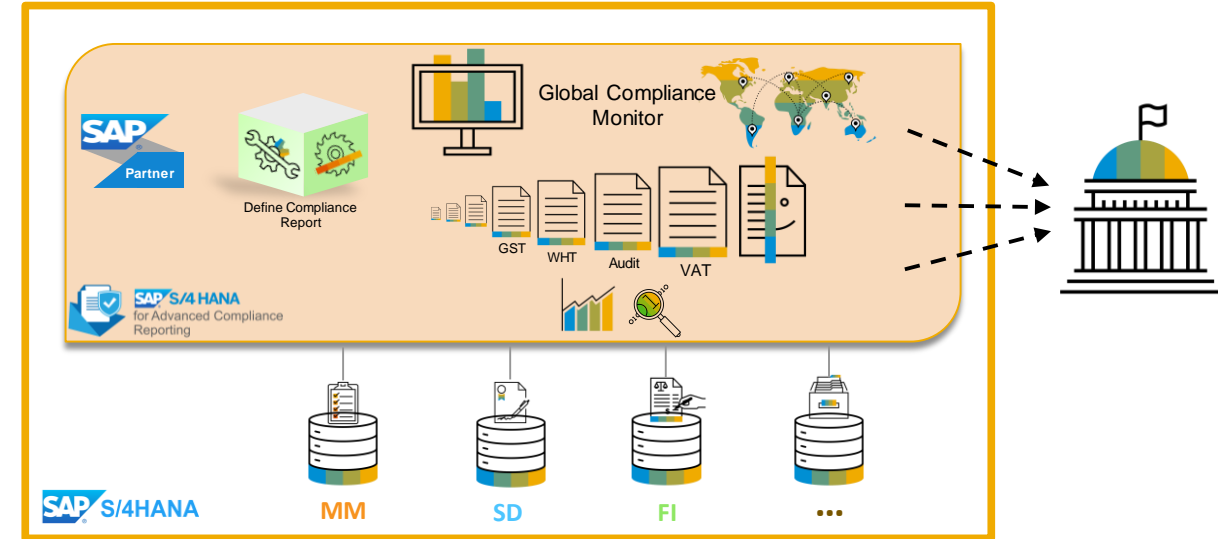 Global Compliance
Monitor
SAP
®
Partner
Define Compliance
Report
GST
WHT
Audit
VAT
SAP S/4 HANA
for Advanced Compliance
Reporting
SAP® S/4HANA
MM
SD
FI
...